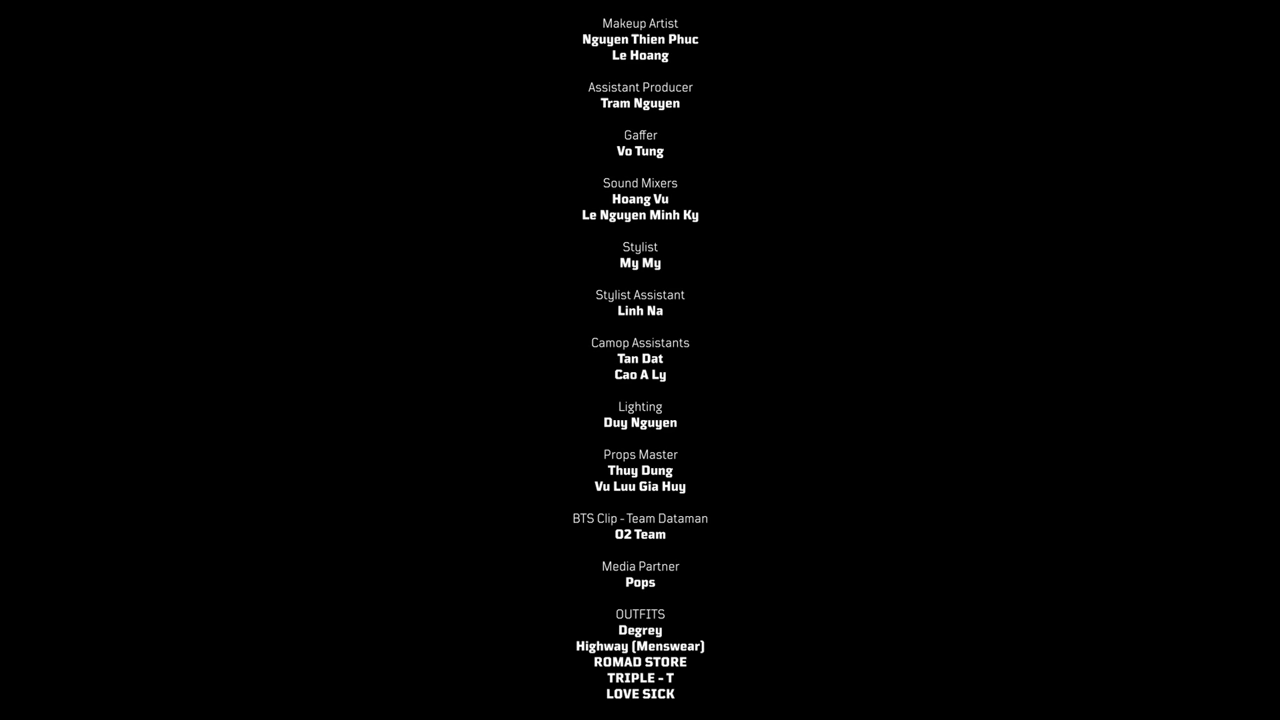 Makeup Artist
Nguyen Thien Phuc
Le Hoang
Assistant Producer
Tram Nguyen
Gaffer
Vo Tung
Sound Mixers
Hoang Vu
Le Nguyen Minh Ky
Stylist
My My
Stylist Assistant
Linh Na
Camop Assistants
Tan Dat
Cao A Ly
Lighting
Duy Nguyen
Props Master
Thuy Dung
Vu Luu Gia Huy
BTS Clip - Team Dataman
O2 Team
Media Partner
Pops
OUTFITS
Degrey
Highway (Menswear)
ROMAD STORE
TRIPLE - T
LOVE SICK